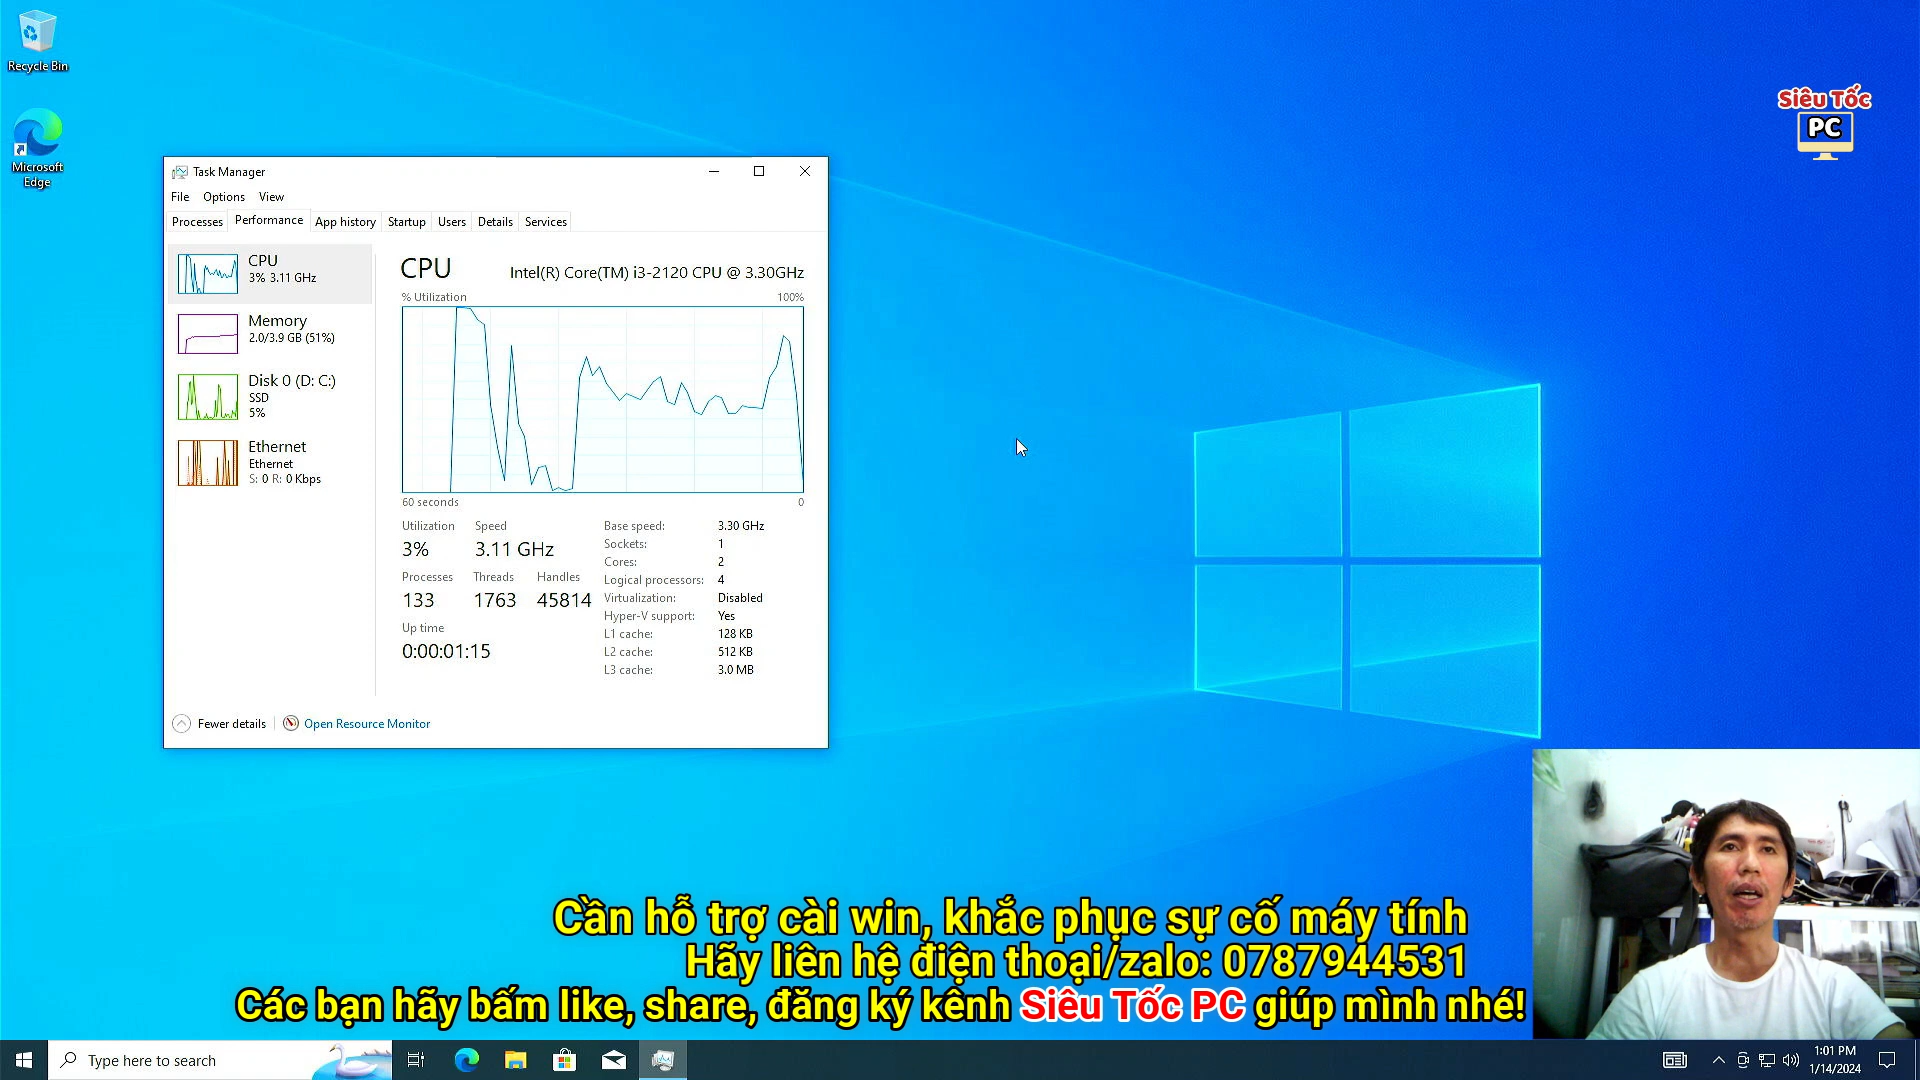 Recycle Bin
Microsoft
Edge
Siêu Tốc
PC
Task Manager
File Options View
Processes Performance App history Startup Users Details Services
CPU
3% 3.11 GHz
Memory
2.0/3.9 GB (51%)
Disk 0 (D: C:)
SSD
5%
Ethernet
Ethernet
S: 0 R: 0 Kbps
CPU Intel(R) Core(TM) i3-2120 CPU @ 3.30GHz
% Utilization 100%
60 seconds 0
Utilization Speed
3% 3.11 GHz
Processes Threads Handles
133 1763 45814
Up time
0:00:01:15
Base speed: 3.30 GHz
Sockets: 1
Cores: 2
Logical processors: 4
Virtualization: Disabled
Hyper-V support: Yes
L1 cache: 128 KB
L2 cache: 512 KB
L3 cache: 3.0 MB
Fewer details Open Resource Monitor
Cần hỗ trợ cài win, khắc phục sự cố máy tính
Hãy liên hệ điện thoại/zalo: 0787944531
Các bạn hãy bấm like, share, đăng ký kênh Siêu Tốc PC giúp mình nhé!
Type here to search
1:01 PM
1/14/2024